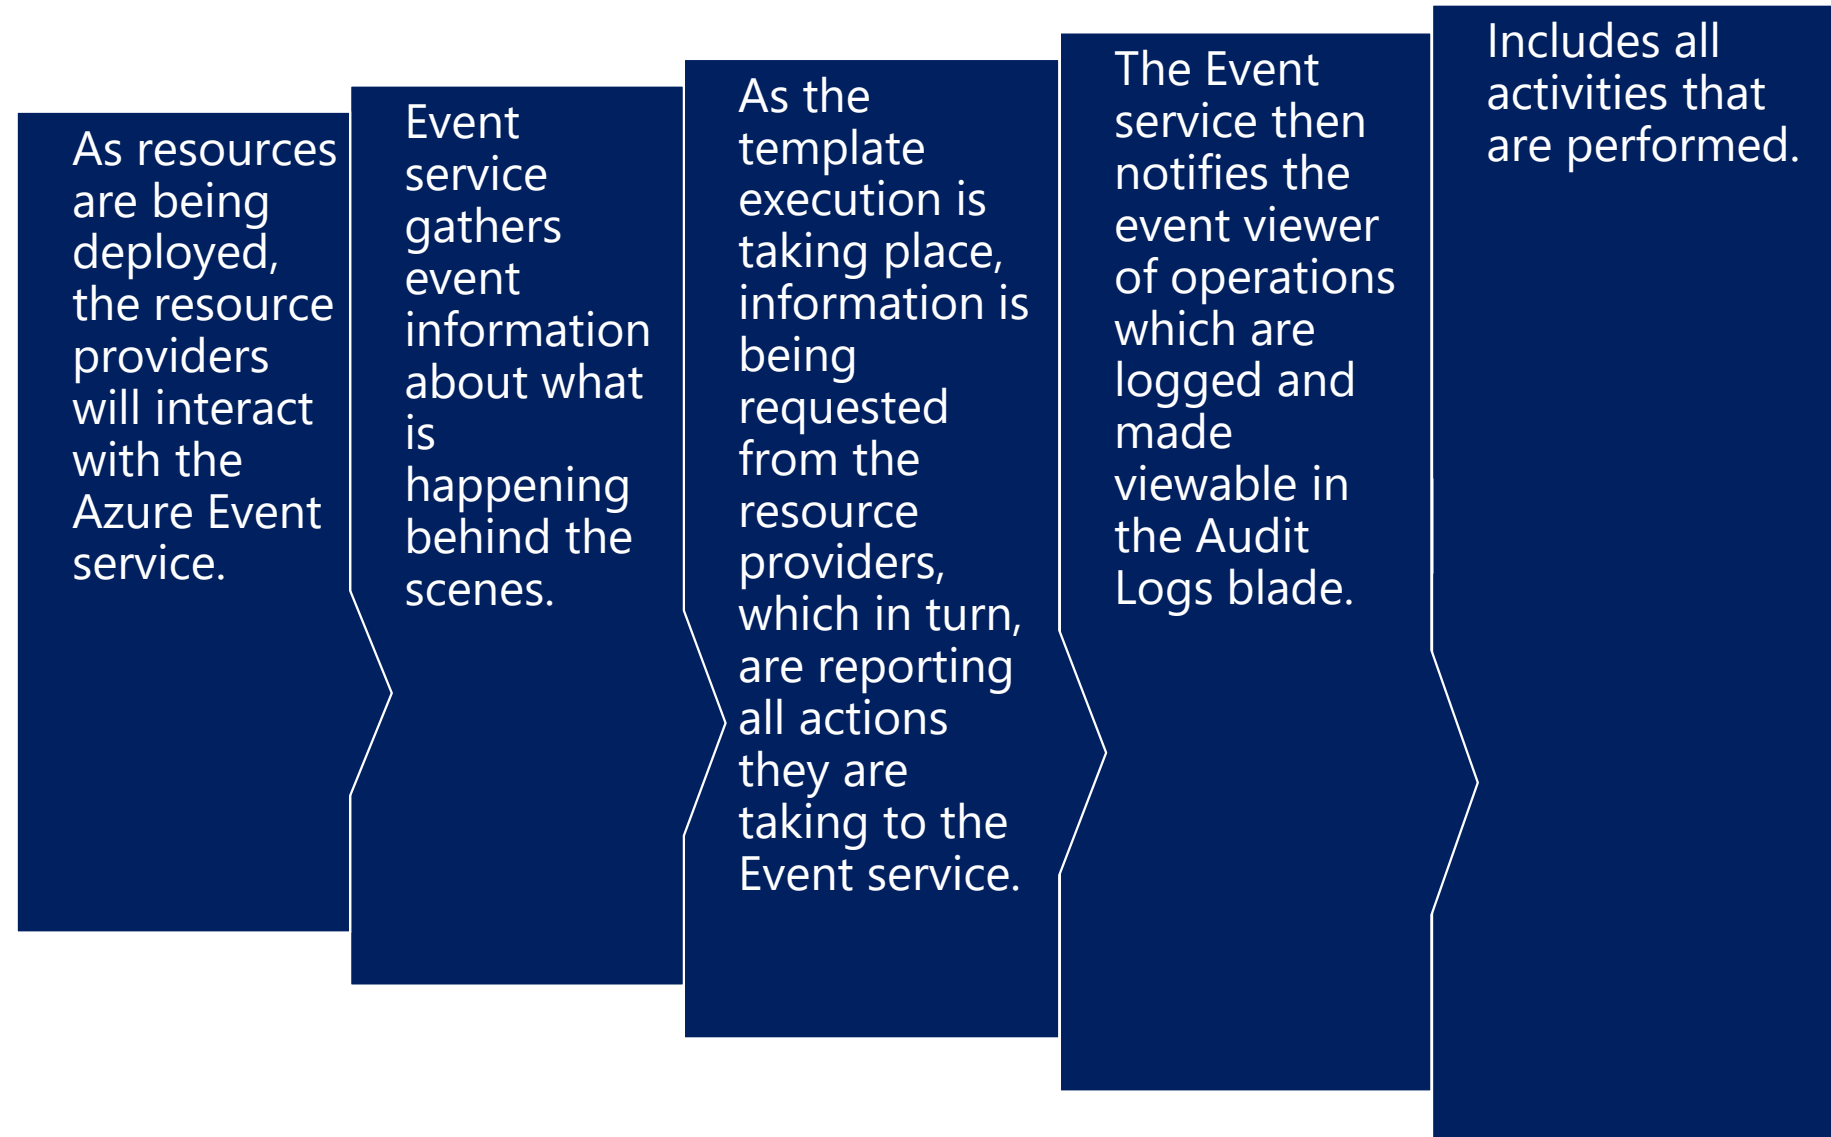 As resources
are being
deployed,
the resource
providers
will interact
with the
Azure Event
service.
Event
service
gathers
event
information
about what
is
happening
behind the
scenes.
As the
template
execution is
taking place,
information is
being
requested
from the
resource
providers,
which in turn,
are reporting
all actions
they are
taking to the
Event service.
The Event
service then
notifies the
event viewer
of operations
which are
logged and
made
viewable in
the Audit
Logs blade.
Includes all
activities that
are performed.